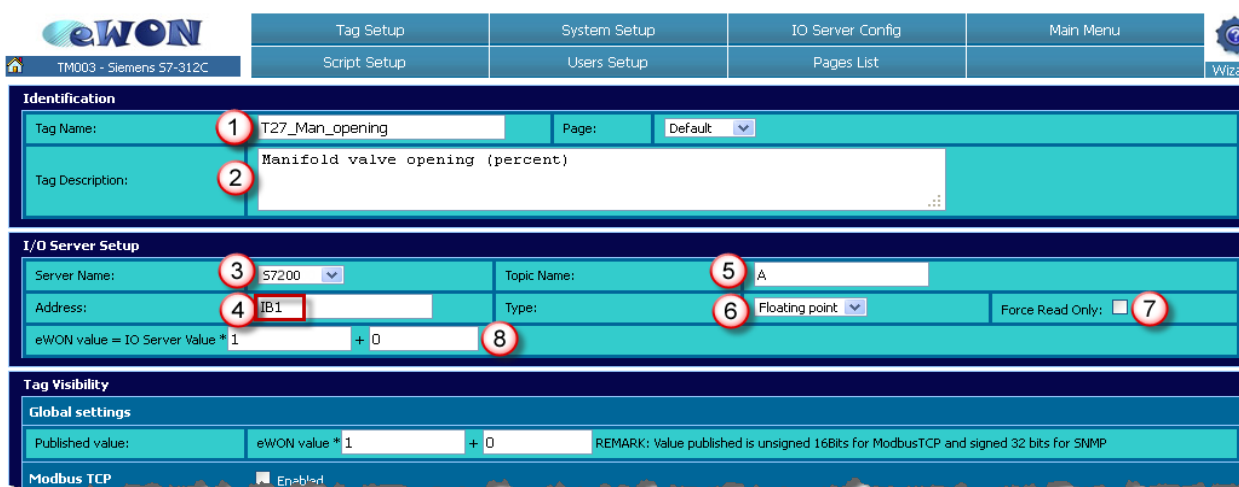 eWON
Tag Setup System Setup IO Server Config Main Menu
TM003 - Siemens S7-312C Script Setup Users Setup Pages List
Identification
Tag Name: 1 T27_Man_opening Page: Default
Tag Description: 2 Manifold valve opening (percent)
I/O Server Setup
Server Name: 3 S7200 Topic Name: 5 A
Address: 4 IB1 Type: 6 Floating point Force Read Only: 7
eWON value = IO Server Value * 1 + 0 8
Tag Visibility
Global settings
Published value: eWON value * 1 + 0 REMARK: Value published is unsigned 16Bits for ModbusTCP and signed 32 bits for SNMP
Modbus TCP Enabled